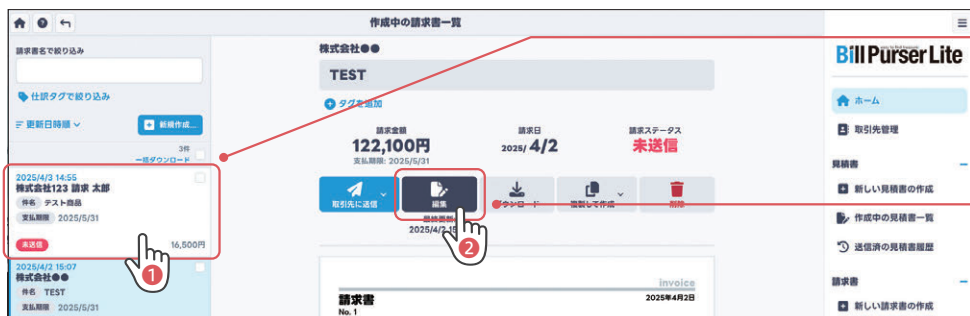 作成中の請求書一覧
請求書名で絞り込み
仕訳タグで絞り込み
更新日時順
新規作成...
3件
一括ダウンロード
2025/4/3 14:55
株式会社123 請求 太郎
件名 テスト商品
支払期限 2025/5/31
未送信 16,500円
1
2025/4/2 15:07
株式会社●●
件名 TEST
支払期限 2025/5/31
株式会社●●
TEST
タグを追加
請求金額
122,100円
支払期限: 2025/5/31
請求日
2025/ 4/2
請求ステータス
未送信
取引先に送信
編集
ダウンロード
複製して作成
削除
2
2025/4/2 15
invoice
請求書
2025年4月2日
No. 1
Bill Purser Lite
ホーム
取引先管理
見積書
新しい見積書の作成
作成中の見積書一覧
送信済の見積書履歴
請求書
新しい請求書の作成